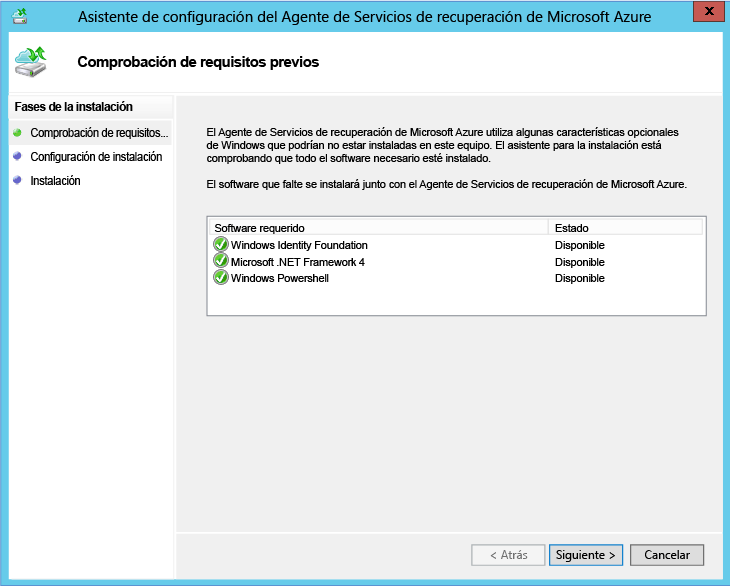 Asistente de configuración del Agente de Servicios de recuperación de Microsoft Azure
X
Comprobación de requisitos previos
Fases de la instalación
Comprobación de requisitos...
Configuración de instalación
Instalación
El Agente de Servicios de recuperación de Microsoft Azure utiliza algunas características opcionales
de Windows que podrían no estar instaladas en este equipo. El asistente para la instalación está
comprobando que todo el software necesario esté instalado.
El software que falte se instalará junto con el Agente de Servicios de recuperación de Microsoft Azure.
Software requerido Estado
Windows Identity Foundation Disponible
Microsoft .NET Framework 4 Disponible
Windows Powershell Disponible
< Atrás Siguiente > Cancelar